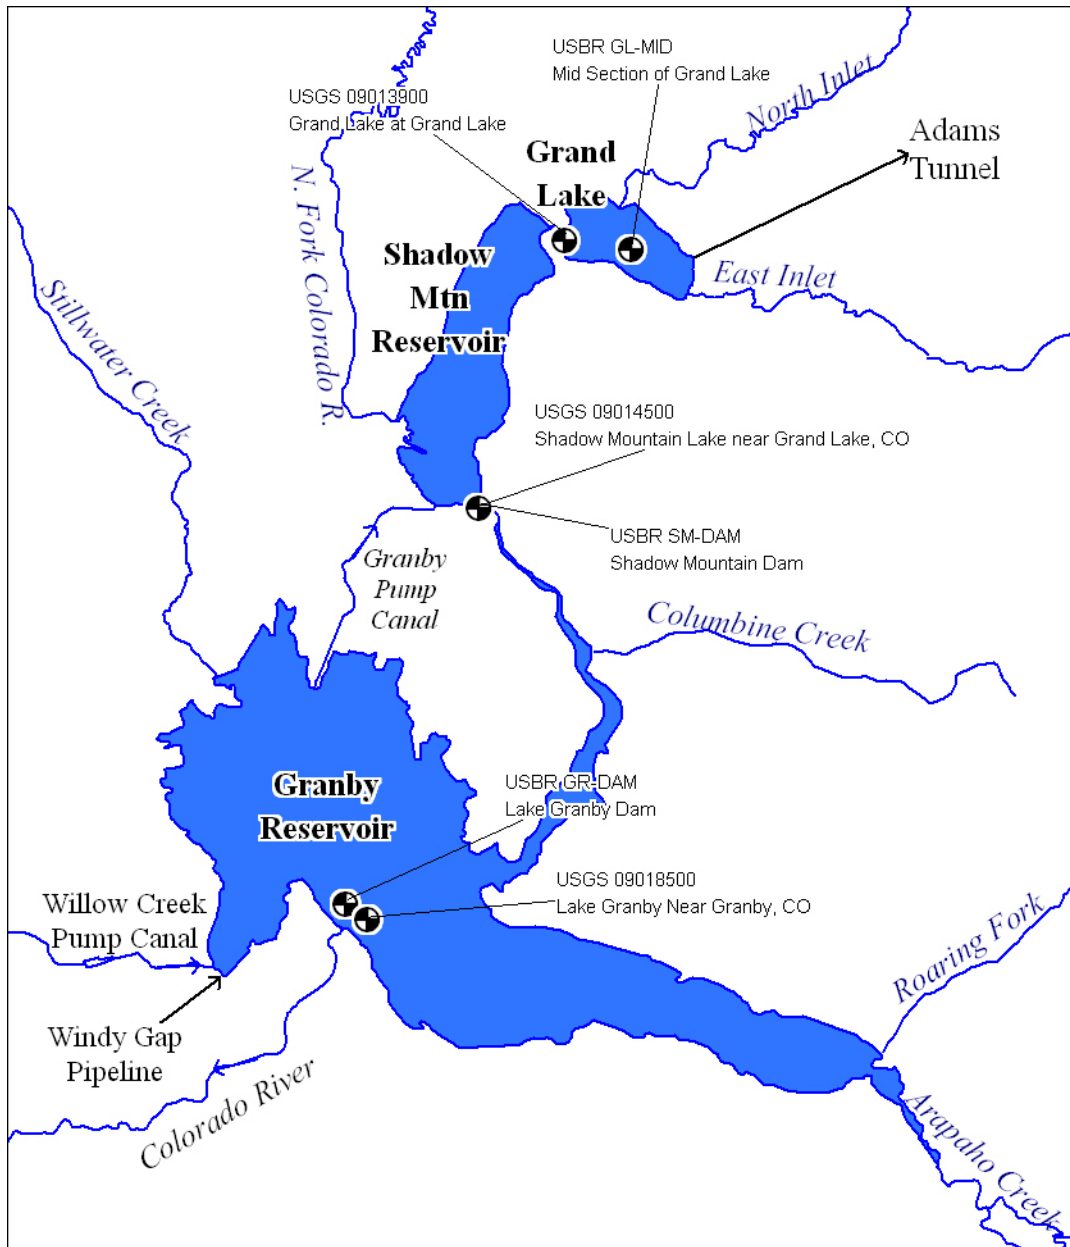 USBR GL-MID
Mid Section of Grand Lake
USGS 09013900
Grand Lake at Grand Lake
North Inlet
Adams
Tunnel
Grand
Lake
N. Fork Colorado R.
Shadow
Mtn
Reservoir
East Inlet
Stillwater Creek
USGS 09014500
Shadow Mountain Lake near Grand Lake, CO
USBR SM-DAM
Shadow Mountain Dam
Granby
Pump
Canal
Columbine Creek
Granby
Reservoir
USBR GR-DAM
Lake Granby Dam
USGS 09018500
Lake Granby Near Granby, CO
Willow Creek
Pump Canal
Roaring Fork
Windy Gap
Pipeline
Colorado River
Arapaho Creek